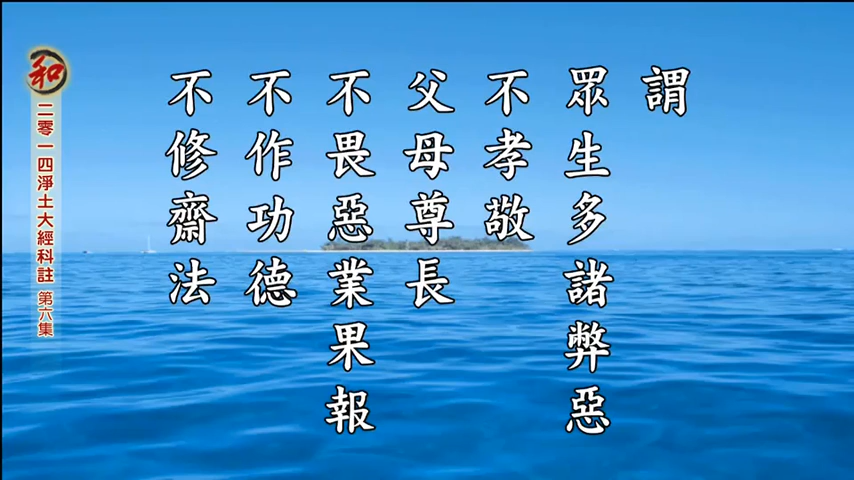 謂
眾生多諸弊惡
不孝敬
父母尊長
不畏惡業果報
不作功德
不修齋法
和
二零一四淨土大經科註 第六集